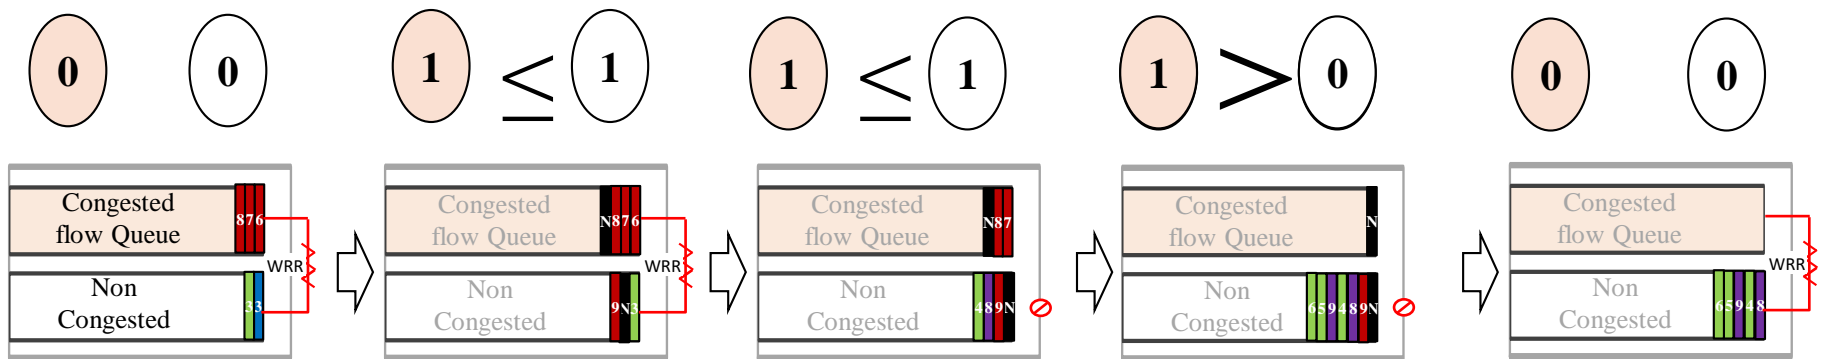 0 0 1 ≤ 1 1 ≤ 1 1 > 0 0 0
Congested
flow Queue
876
WRR
Non
Congested
33
Congested
flow Queue
N876
WRR
Non
Congested
9N3
Congested
flow Queue
N87
Non
Congested
489N
Congested
flow Queue
N
Non
Congested
659489N
Congested
flow Queue
WRR
Non
Congested
65948